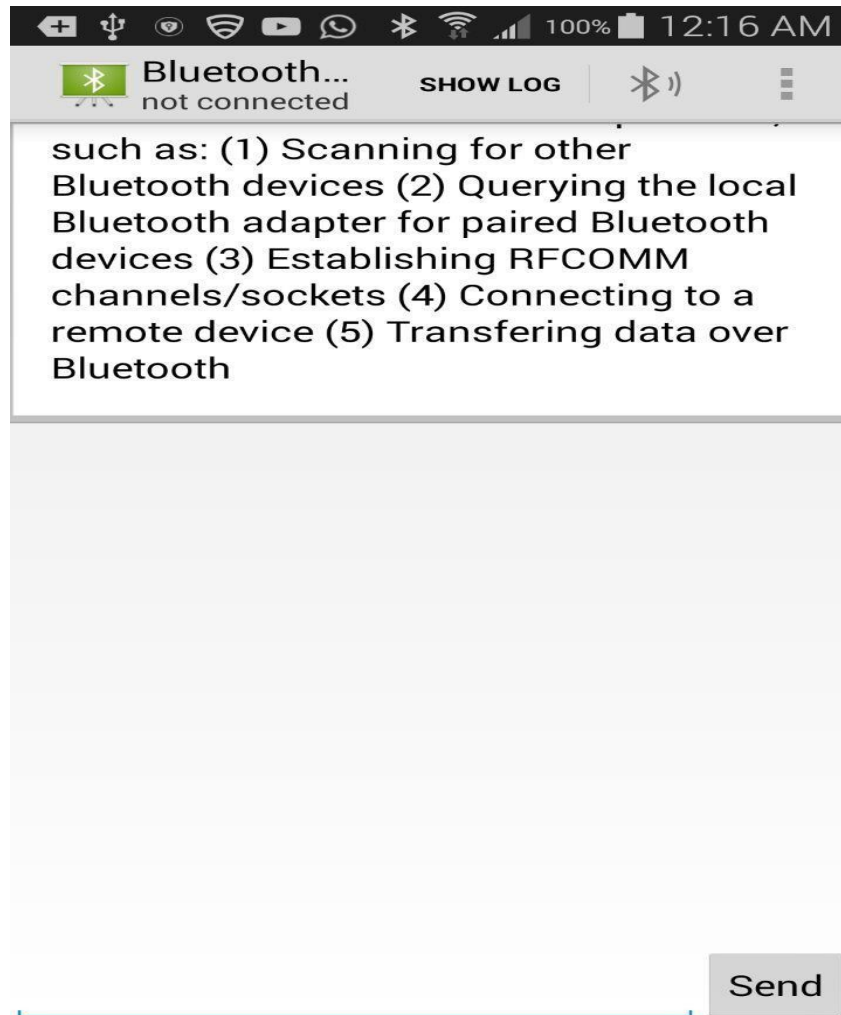 100% 12:16 AM
Bluetooth...
not connected
SHOW LOG
such as: (1) Scanning for other
Bluetooth devices (2) Querying the local
Bluetooth adapter for paired Bluetooth
devices (3) Establishing RFCOMM
channels/sockets (4) Connecting to a
remote device (5) Transfering data over
Bluetooth
Send